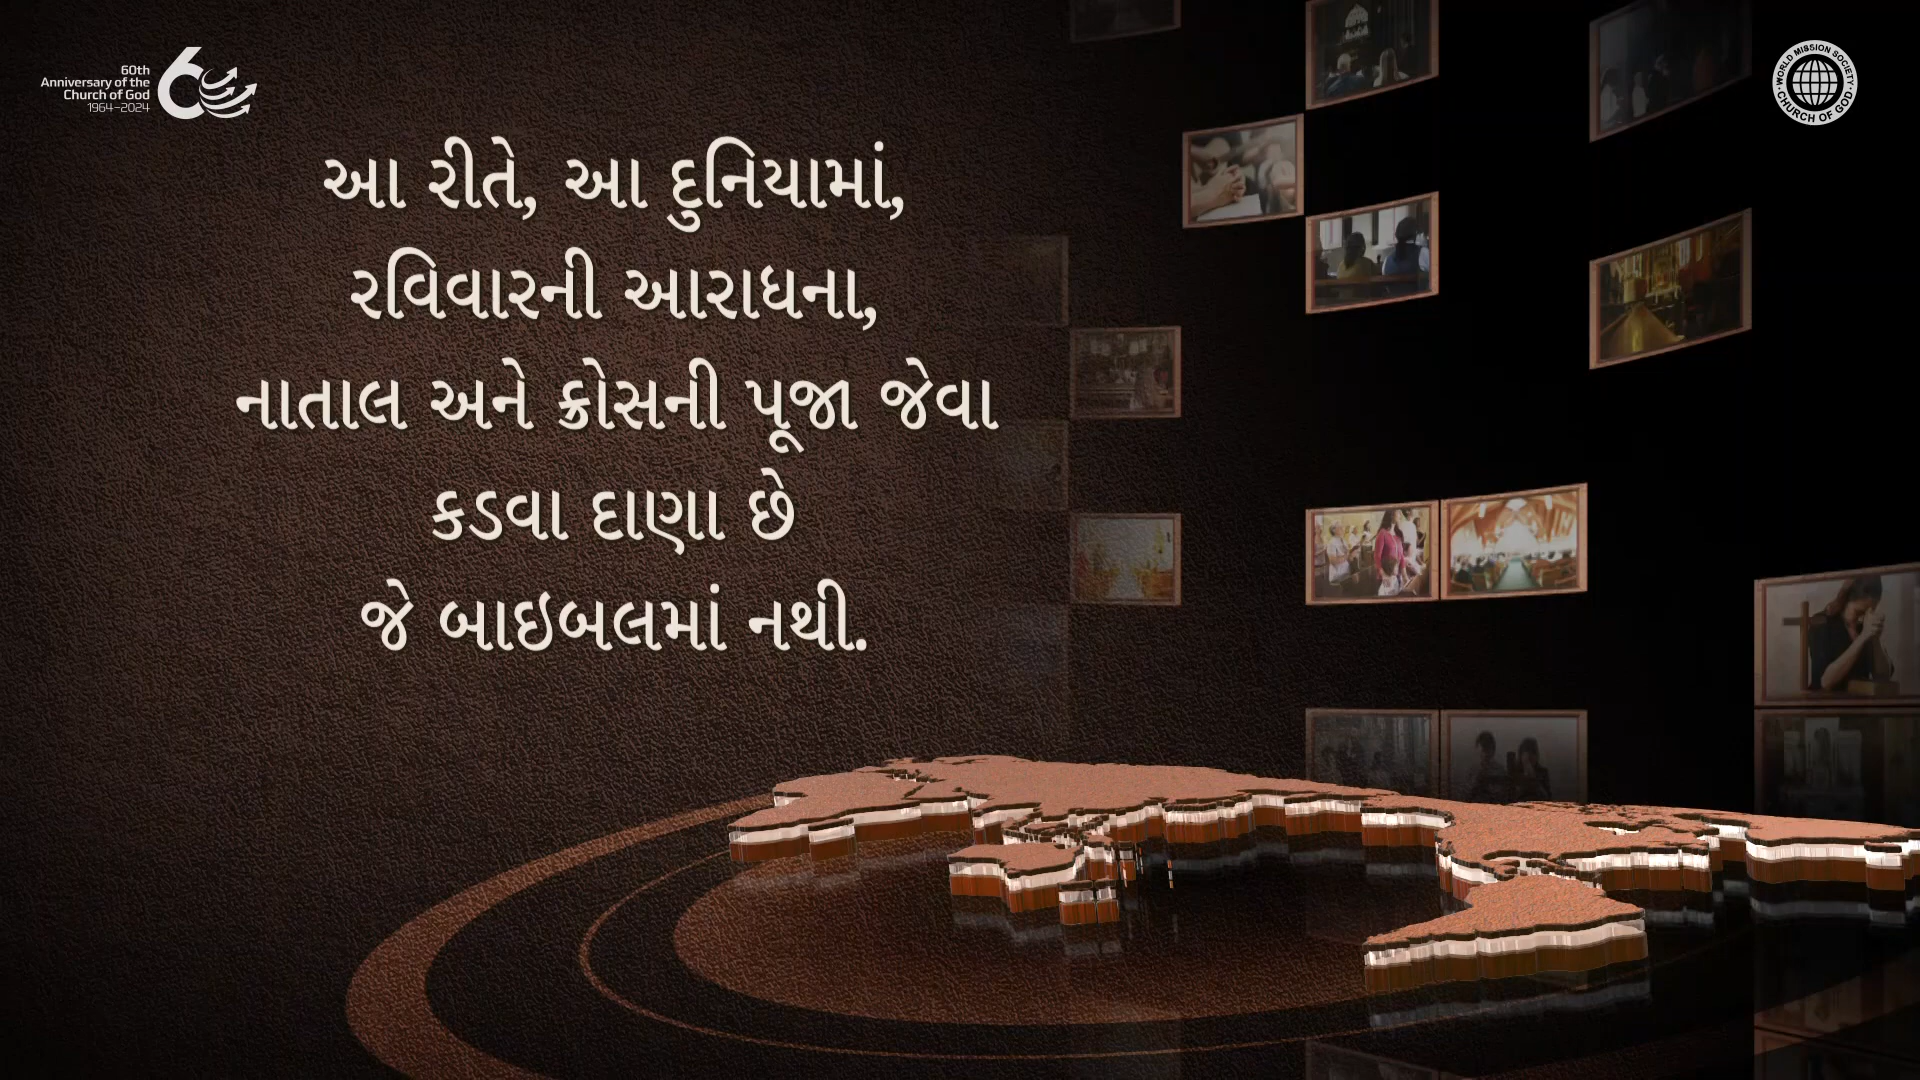 60th
Anniversary of the
Church of God
1964–2024
WORLD MISSION SOCIETY
CHURCH OF GOD
આ રીતે, આ દુનિયામાં,
રવિવારની આરાધના,
નાતાલ અને ક્રોસની પૂજા જેવા
કડવા દાણા છે
જે બાઇબલમાં નથી.